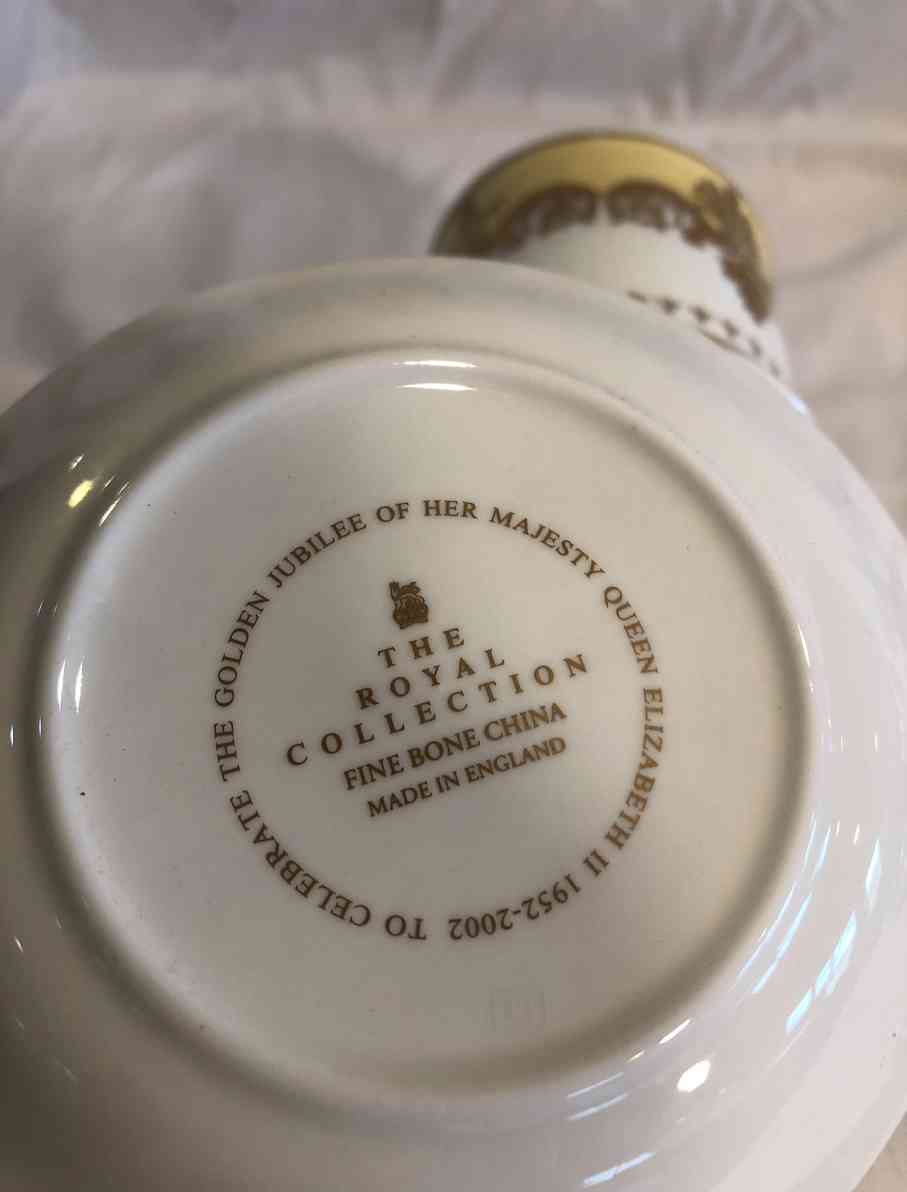 TO CELEBRATE THE GOLDEN JUBILEE OF HER MAJESTY QUEEN ELIZABETH II 1952-2002
THE
ROYAL
COLLECTION
FINE BONE CHINA
MADE IN ENGLAND